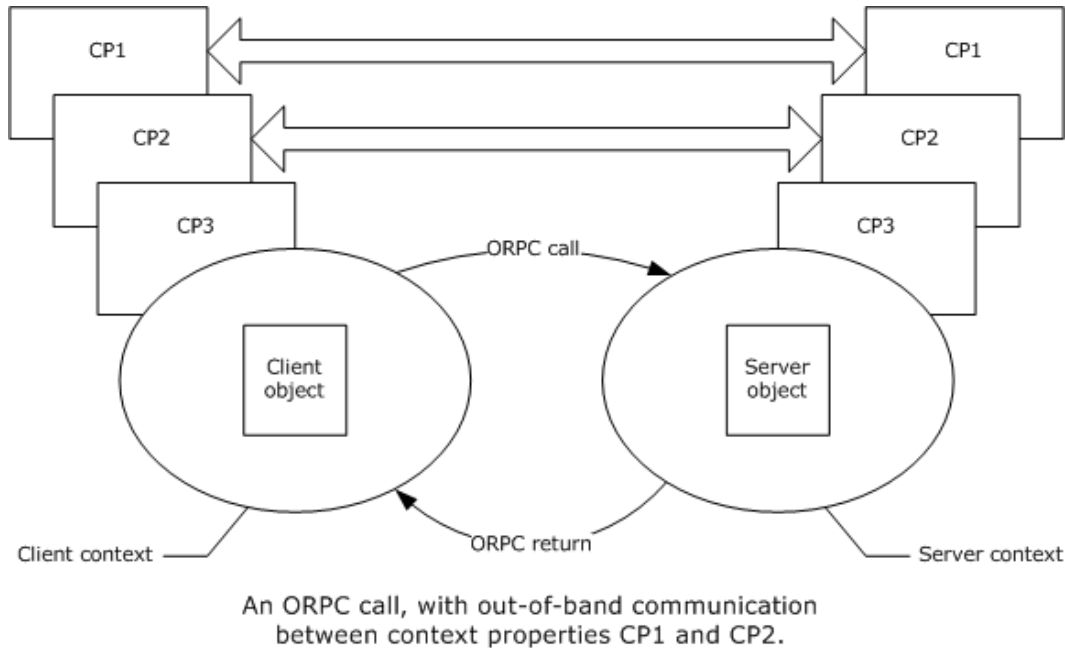 CP1
CP1
CP2
CP2
CP3
CP3
ORPC call
Client
object
Server
object
ORPC return
Client context
Server context
An ORPC call, with out-of-band communication
between context properties CP1 and CP2.